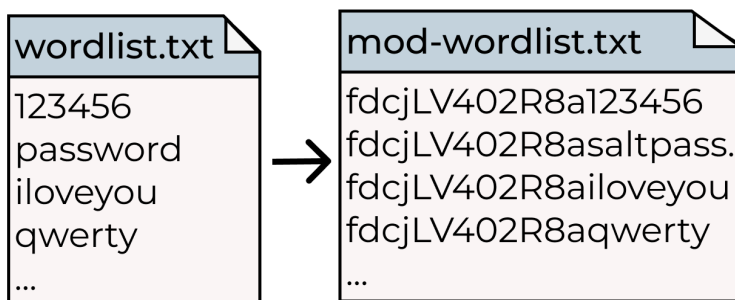 wordlist.txt
123456
password
iloveyou
qwerty
...
mod-wordlist.txt
fdcjLV402R8a123456
fdcjLV402R8asaltpass.
fdcjLV402R8ailoveyou
fdcjLV402R8aqwerty
...